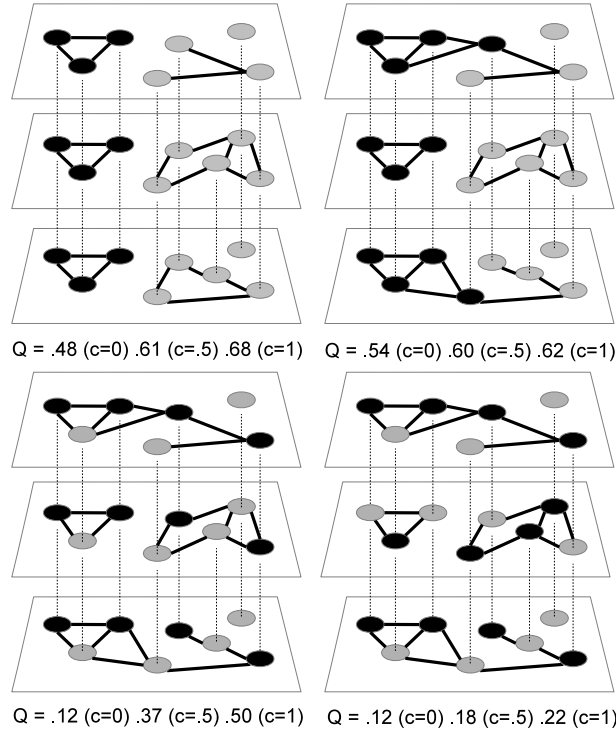 Q = .48 (c=0) .61 (c=.5) .68 (c=1)
Q = .54 (c=0) .60 (c=.5) .62 (c=1)
Q = .12 (c=0) .37 (c=.5) .50 (c=1)
Q = .12 (c=0) .18 (c=.5) .22 (c=1)